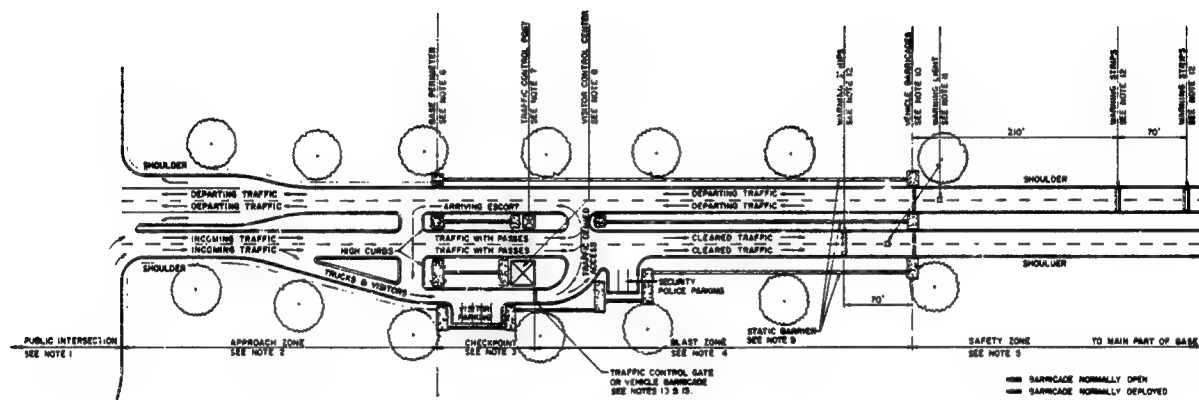 BASE PERIMETER
SEE NOTE 6
TRAFFIC CONTROL POST
SEE NOTE 7
VISITOR CONTROL CENTER
SEE NOTE 8
SEE NOTE 12
VEHICLE BARRICADES
SEE NOTE 10
WARNING LIGHT
SEE NOTE 11
WARNING STRIPS
SEE NOTE 12
WARNING STRIPS
SEE NOTE 12
210'
70'
SHOULDER
DEPARTING TRAFFIC
DEPARTING TRAFFIC
ARRIVING ESCORT
DEPARTING TRAFFIC
DEPARTING TRAFFIC
SHOULDER
INCOMING TRAFFIC
INCOMING TRAFFIC
HIGH CURBS
TRAFFIC WITH PASSES
TRAFFIC WITH PASSES
TRAFFIC DENIED
ACCESS
CLEARED TRAFFIC
CLEARED TRAFFIC
SHOULDER
SHOULDER
TRUCKS & VISITORS
VISITOR
PARKING
SECURITY
POLICE PARKING
70'
STATIC BARRIER
SEE NOTE 9
PUBLIC INTERSECTION
SEE NOTE 1
APPROACH ZONE
SEE NOTE 2
CHECKPOINT
SEE NOTE 3
BLAST ZONE
SEE NOTE 4
SAFETY ZONE
SEE NOTE 5
TO MAIN PART OF BASE
TRAFFIC CONTROL GATE
OR VEHICLE BARRICADE
SEE NOTES 13 & 15.
BARRICADE NORMALLY OPEN
BARRICADE NORMALLY DEPLOYED